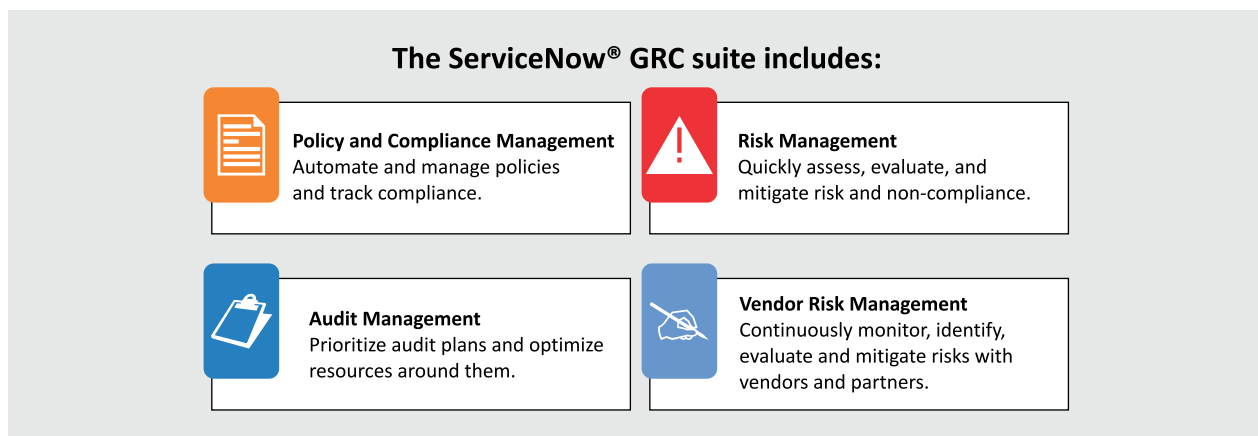 The ServiceNow® GRC suite includes:
Policy and Compliance Management
Automate and manage policies
and track compliance.
Risk Management
Quickly assess, evaluate, and
mitigate risk and non-compliance.
Audit Management
Prioritize audit plans and optimize
resources around them.
Vendor Risk Management
Continuously monitor, identify,
evaluate and mitigate risks with
vendors and partners.